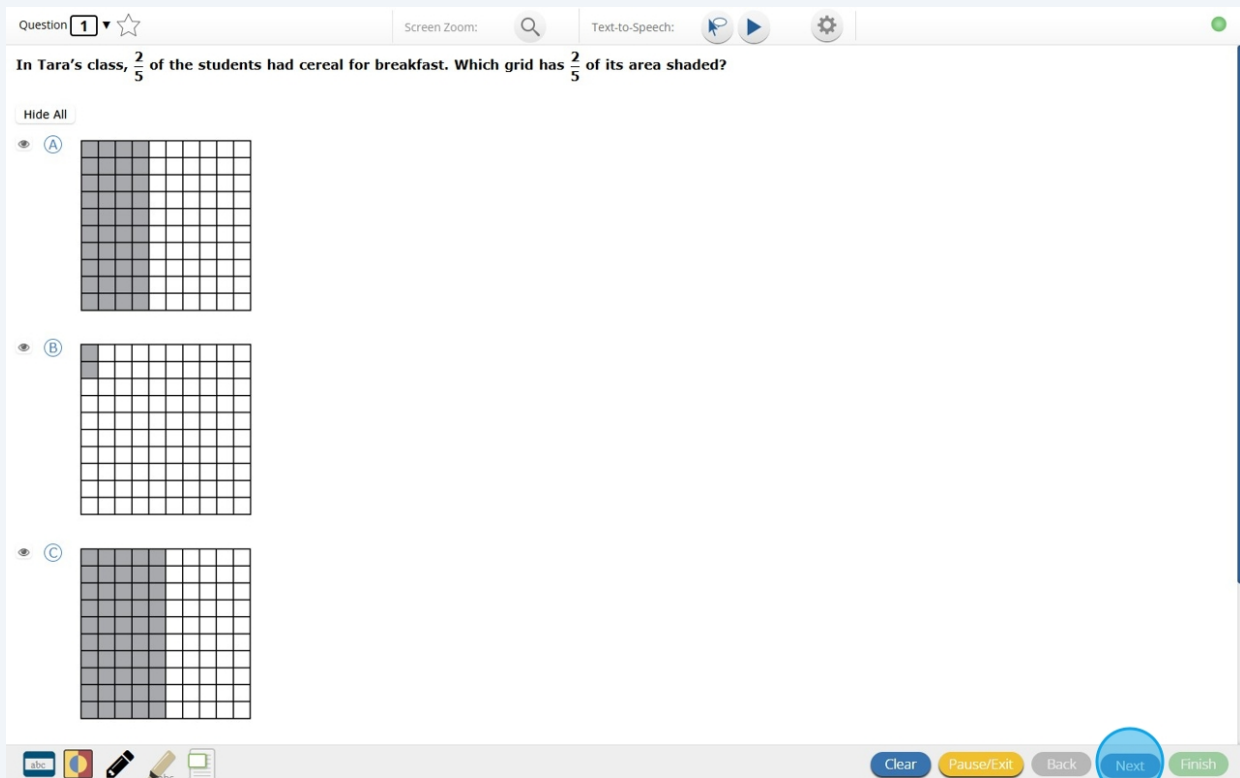 Question 1 ▼ Screen Zoom: Text-to-Speech:
In Tara's class, 2/5 of the students had cereal for breakfast. Which grid has 2/5 of its area shaded?
Hide All
A
B
C
abc Clear Pause/Exit Back Next Finish